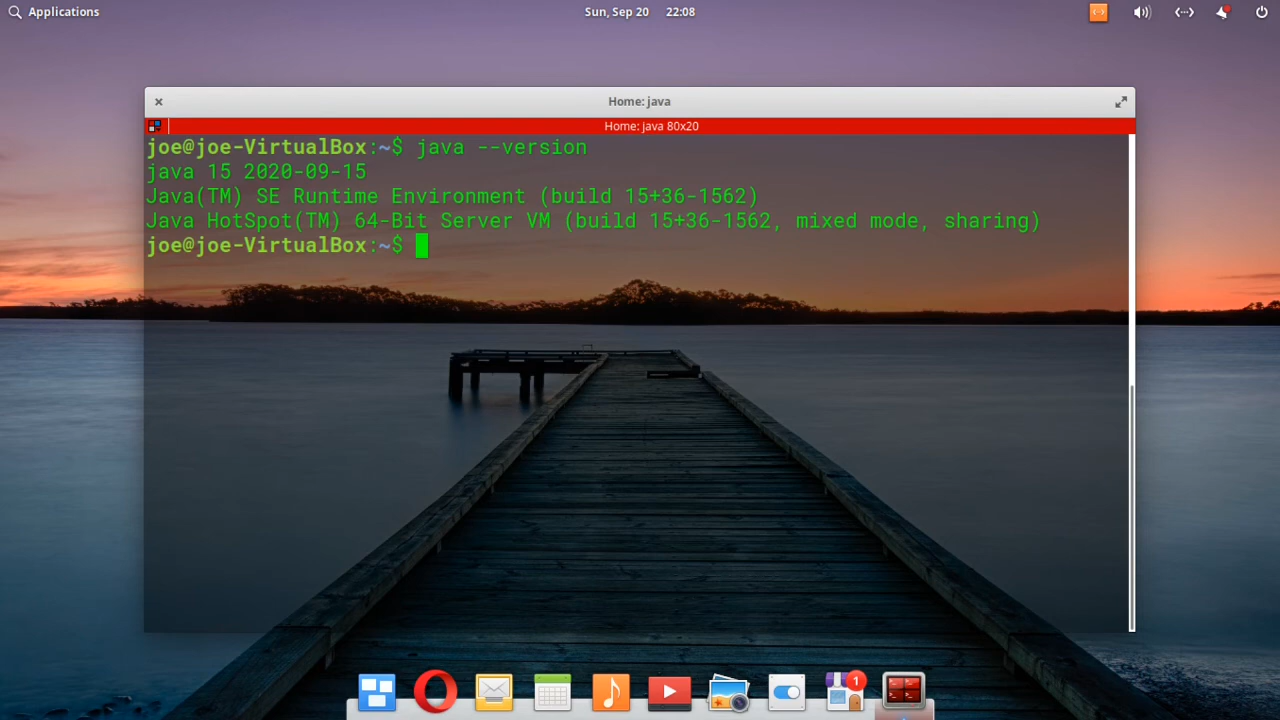 Applications
Sun, Sep 20 22:08
Home: java
Home: java 80x20
joe@joe-VirtualBox:~$ java --version
java 15 2020-09-15
Java(TM) SE Runtime Environment (build 15+36-1562)
Java HotSpot(TM) 64-Bit Server VM (build 15+36-1562, mixed mode, sharing)
joe@joe-VirtualBox:~$
1